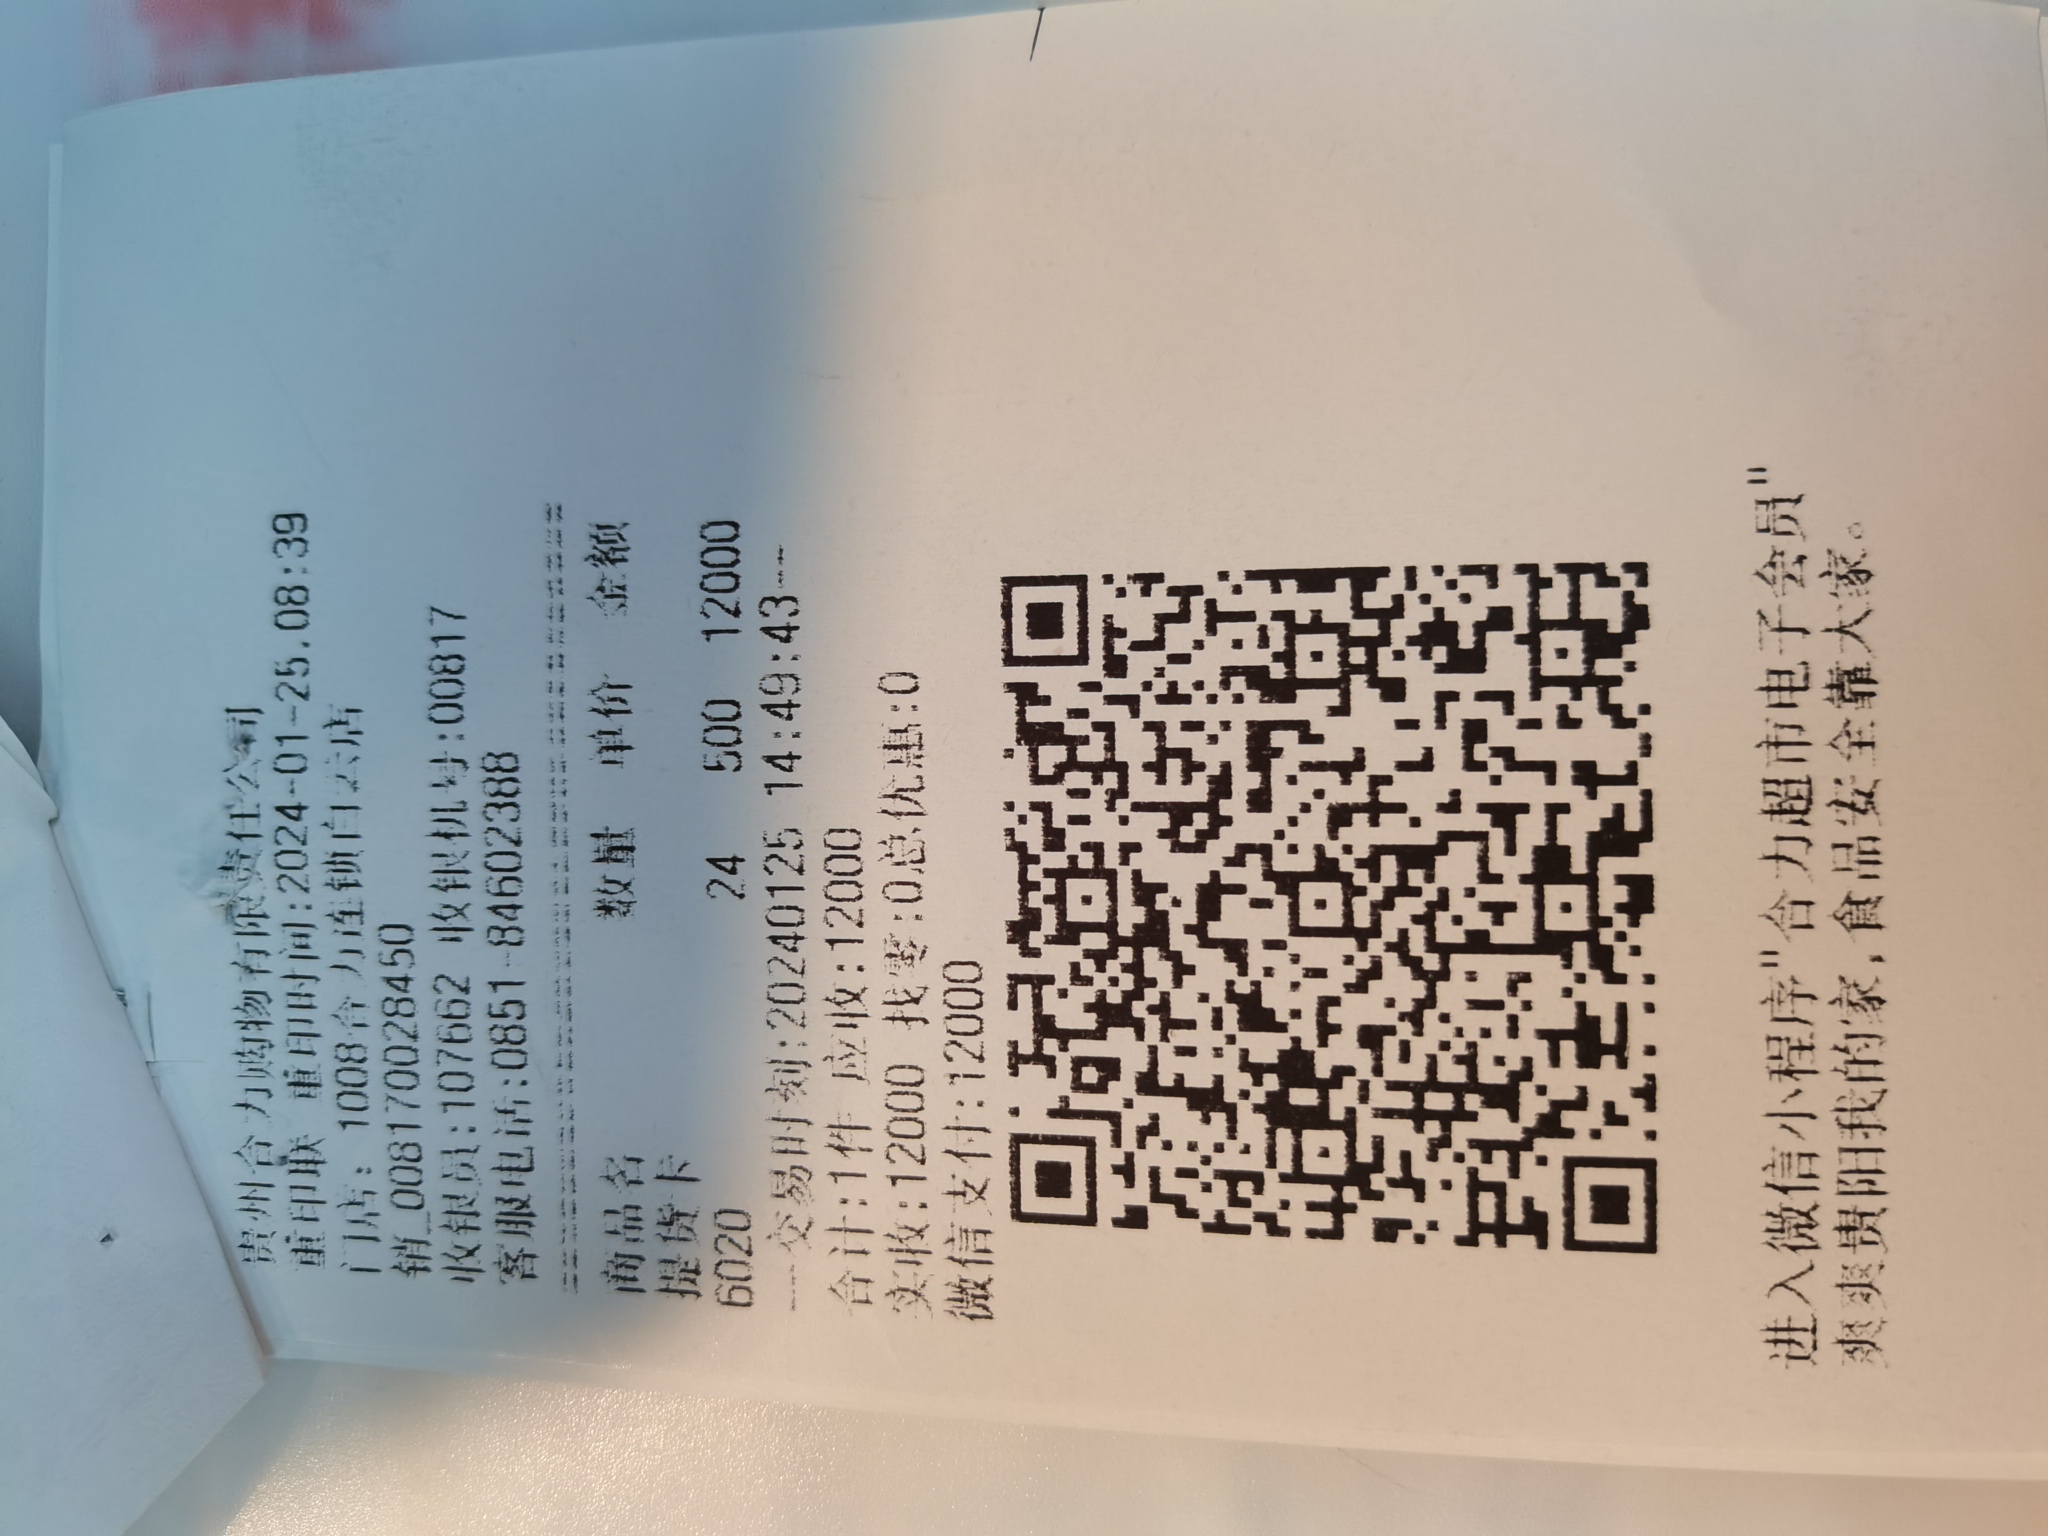 贵州合力购物有限责任公司
重印联 重印时间:2024-01-25.08:39
门店: 1008合力连锁白云店
销_008170028450
收银员:107662 收银机号:00817
客服电话:0851-84602388
商品名 数量 单价 金额
提货卡
6020 24 500 12000
---交易时刻:20240125 14:49:43---
合计:1件 应收:12000
实收:12000 找零:0总优惠:0
微信支付:12000
进入微信小程序"合力超市电子会员"
爽爽贵阳我的家,食品安全靠大家。